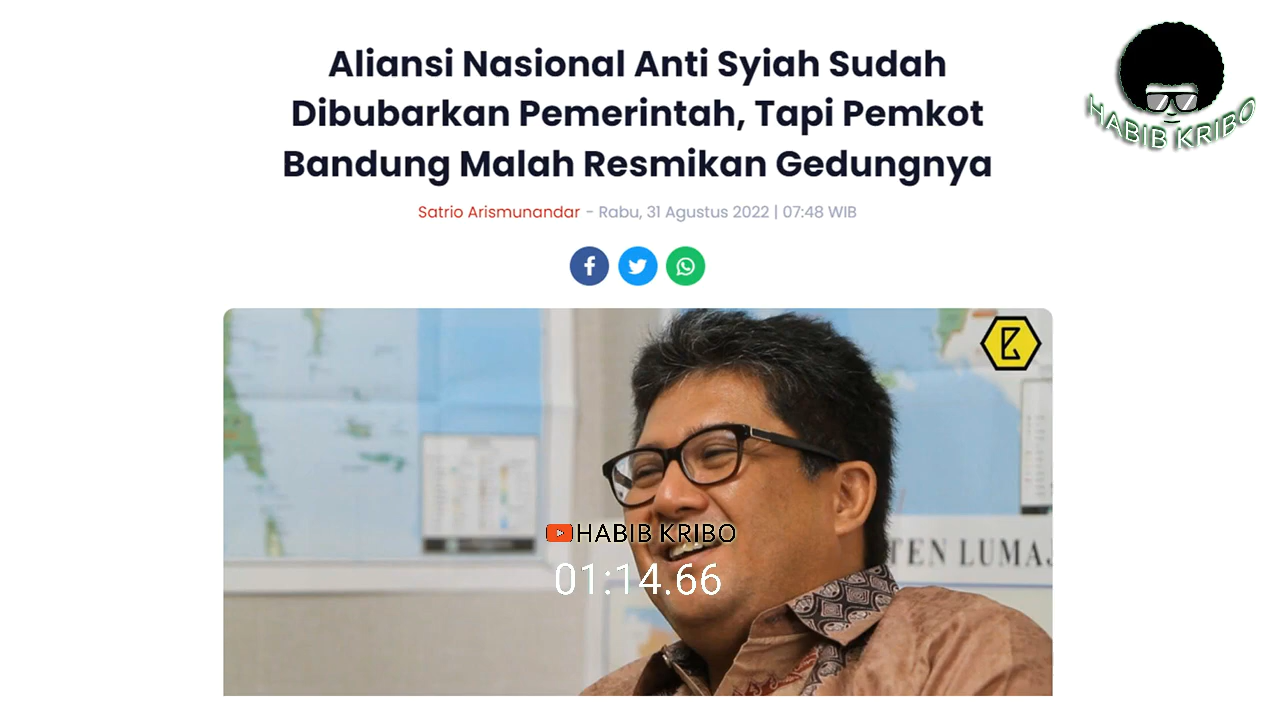 Aliansi Nasional Anti Syiah Sudah
Dibubarkan Pemerintah, Tapi Pemkot
Bandung Malah Resmikan Gedungnya
Satrio Arismunandar - Rabu, 31 Agustus 2022 | 07:48 WIB
HABIB KRIBO
TEN LUMAJ
HABIB KRIBO
01:14.66